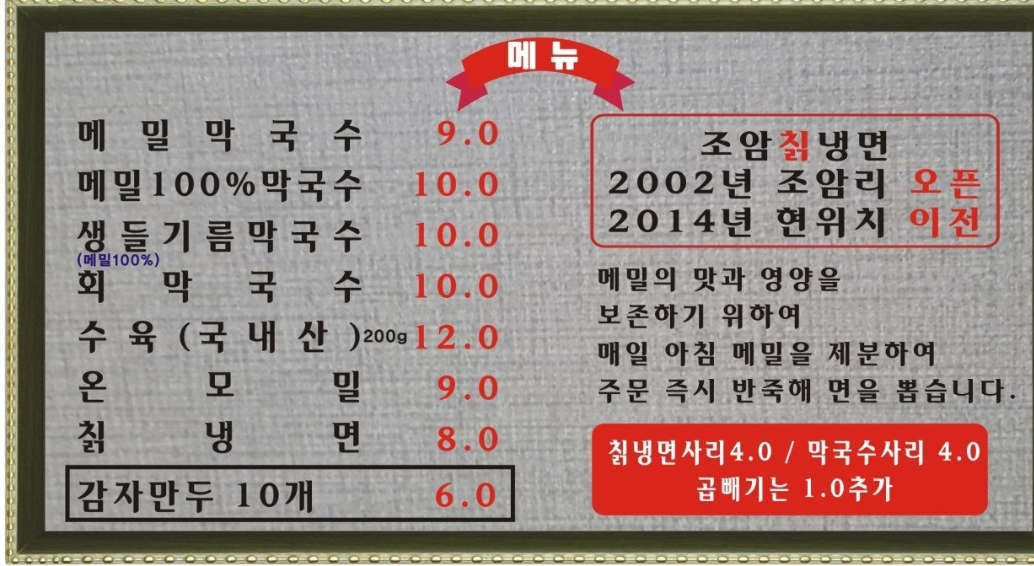 메뉴
메밀막국수 9.0
메밀100%막국수 10.0
생들기름막국수 10.0
(메밀100%)
회막국수 10.0
수육(국내산)200g 12.0
온모밀 9.0
칡냉면 8.0
감자만두 10개 6.0
조암칡냉면
2002년 조암리 오픈
2014년 현위치 이전
메밀의 맛과 영양을
보존하기 위하여
매일 아침 메밀을 제분하여
주문 즉시 반죽해 면을 뽑습니다.
칡냉면사리4.0 / 막국수사리 4.0
곱빼기는 1.0추가